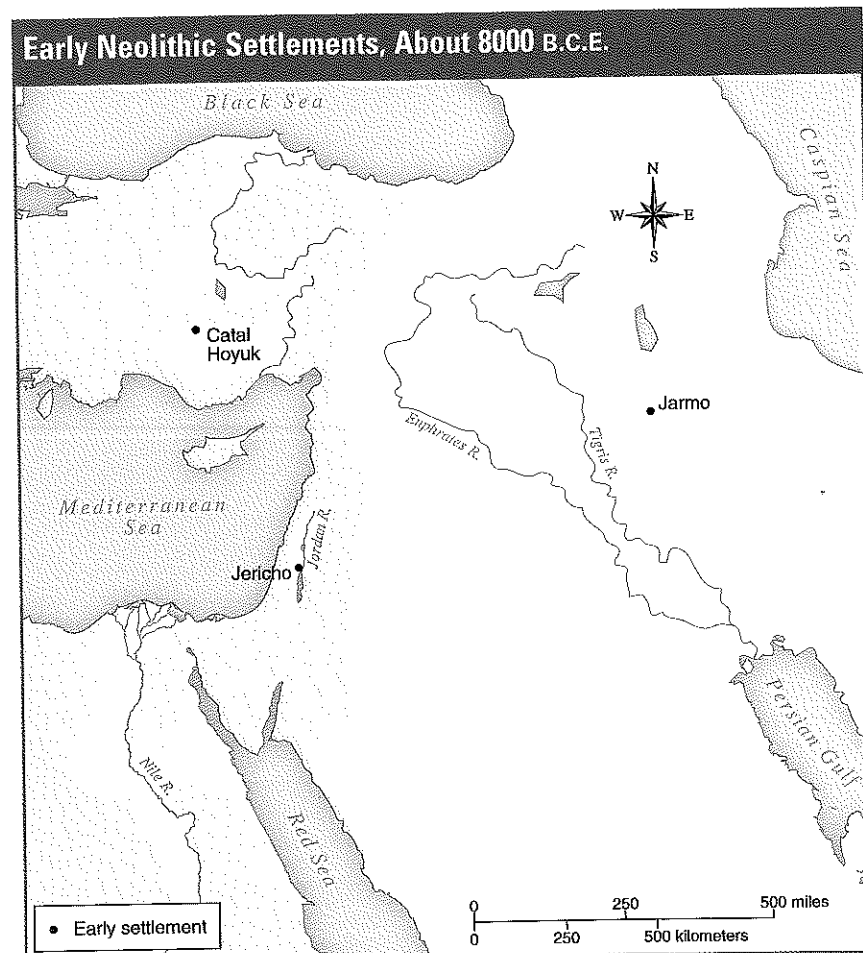 Early Neolithic Settlements, About 8000 B.C.E.
Black Sea
Caspian Sea
N
W E
S
Catal
Hoyuk
Jarmo
Euphrates R.
Tigris R.
Mediterranean
Sea
Jordan R.
Jericho
Persian Gulf
Nile R.
Red Sea
0 250 500 miles
0 250 500 kilometers
Early settlement